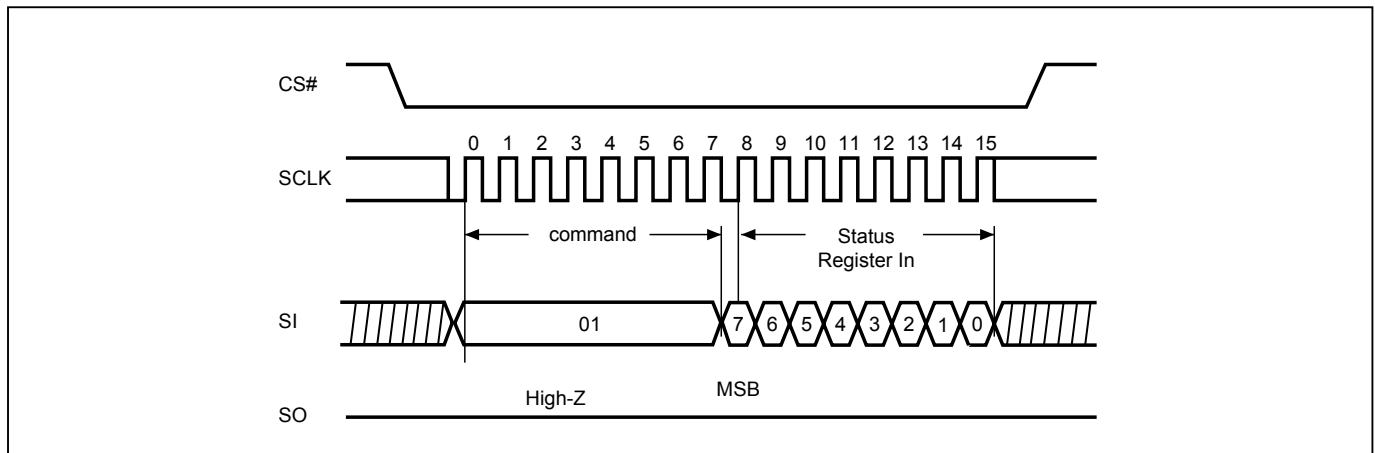 CS#
0 1 2 3 4 5 6 7 8 9 10 11 12 13 14 15
SCLK
command
Status
Register In
SI
01
7 6 5 4 3 2 1 0
High-Z
MSB
SO